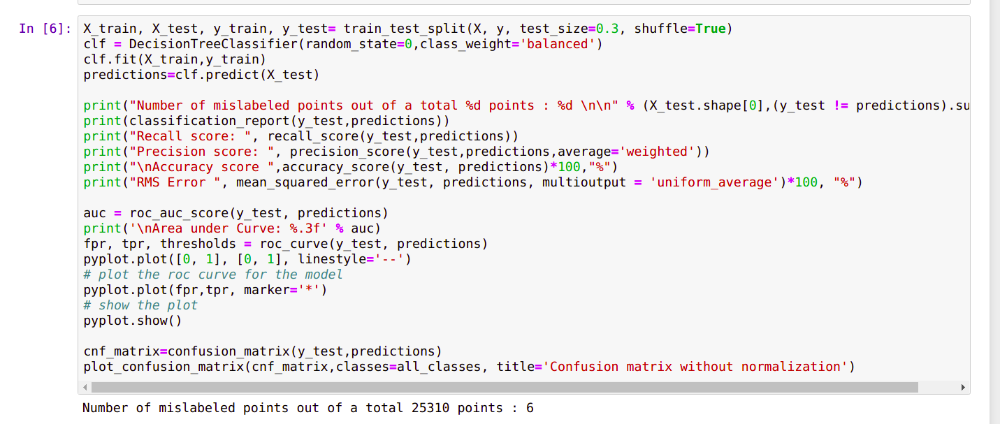 In [6]: X_train, X_test, y_train, y_test= train_test_split(X, y, test_size=0.3, shuffle=True)
clf = DecisionTreeClassifier(random_state=0,class_weight='balanced')
clf.fit(X_train,y_train)
predictions=clf.predict(X_test)
print("Number of mislabeled points out of a total %d points : %d \n\n" % (X_test.shape[0],(y_test != predictions).su
print(classification_report(y_test,predictions))
print("Recall score: ", recall_score(y_test,predictions))
print("Precision score: ", precision_score(y_test,predictions,average='weighted'))
print("\nAccuracy score ",accuracy_score(y_test, predictions)*100,"%")
print("RMS Error ", mean_squared_error(y_test, predictions, multioutput = 'uniform_average')*100, "%")
auc = roc_auc_score(y_test, predictions)
print('\nArea under Curve: %.3f' % auc)
fpr, tpr, thresholds = roc_curve(y_test, predictions)
pyplot.plot([0, 1], [0, 1], linestyle='--')
# plot the roc curve for the model
pyplot.plot(fpr,tpr, marker='*')
# show the plot
pyplot.show()
cnf_matrix=confusion_matrix(y_test,predictions)
plot_confusion_matrix(cnf_matrix,classes=all_classes, title='Confusion matrix without normalization')
Number of mislabeled points out of a total 25310 points : 6